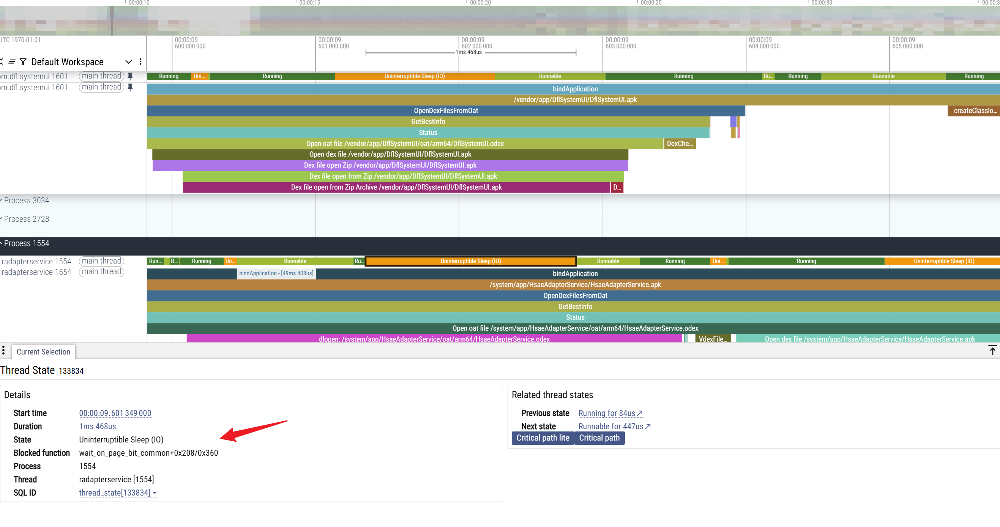 00:00:10 00:00:15 00:00:20 00:00:25 00:00:30 00:00:3
UTC 1970-01-01 00:00:09 00:00:09 00:00:09 00:00:09 00:00:09 00:00:09
600 000 000 601 000 000 602 000 000 603 000 000 604 000 000 605 000 000
1ms 468us
Default Workspace
om.dfl.systemui 1601 main thread Running Uni... Running Uninterruptible Sleep (IO) Runnable Running Ru... Running Runnable Running
om.dfl.systemui 1601 main thread bindApplication
/vendor/app/DflSystemUI/DflSystemUI.apk
OpenDexFilesFromOat createClasslo...
GetBestInfo
Status
Open oat file /vendor/app/DflSystemUI/oat/arm64/DflSystemUI.odex DexChe...
Open dex file /vendor/app/DflSystemUI/DflSystemUI.apk
Dex file open Zip /vendor/app/DflSystemUI/DflSystemUI.apk
Dex file open from Zip /vendor/app/DflSystemUI/DflSystemUI.apk
Dex file open from Zip Archive /vendor/app/DflSystemUI/DflSystemUI.apk D...
Process 3034
Process 2728
Process 1554
radapterservice 1554 main thread Run... R... Running Un... Runnable Ru... Uninterruptible Sleep (IO) Runnable Running Uni... Running Uninterruptible Sleep (IO)
radapterservice 1554 main thread bindApplication - [49ms 408us] bindApplication
/system/app/HsaeAdapterService/HsaeAdapterService.apk
OpenDexFilesFromOat
GetBestInfo
Status
Open oat file /system/app/HsaeAdapterService/oat/arm64/HsaeAdapterService.odex
dlopen: /system/app/HsaeAdapterService/oat/arm64/HsaeAdapterService.odex VdexFile... Open dex file /system/app/HsaeAdapterService/HsaeAdapterService.apk
Current Selection
Thread State 133834
Details
Start time 00:00:09.601 349 000
Duration 1ms 468us
State Uninterruptible Sleep (IO)
Blocked function wait_on_page_bit_common+0x208/0x360
Process 1554
Thread radapterservice [1554]
SQL ID thread_state[133834]
Related thread states
Previous state Running for 84us
Next state Runnable for 447us
Critical path lite Critical path